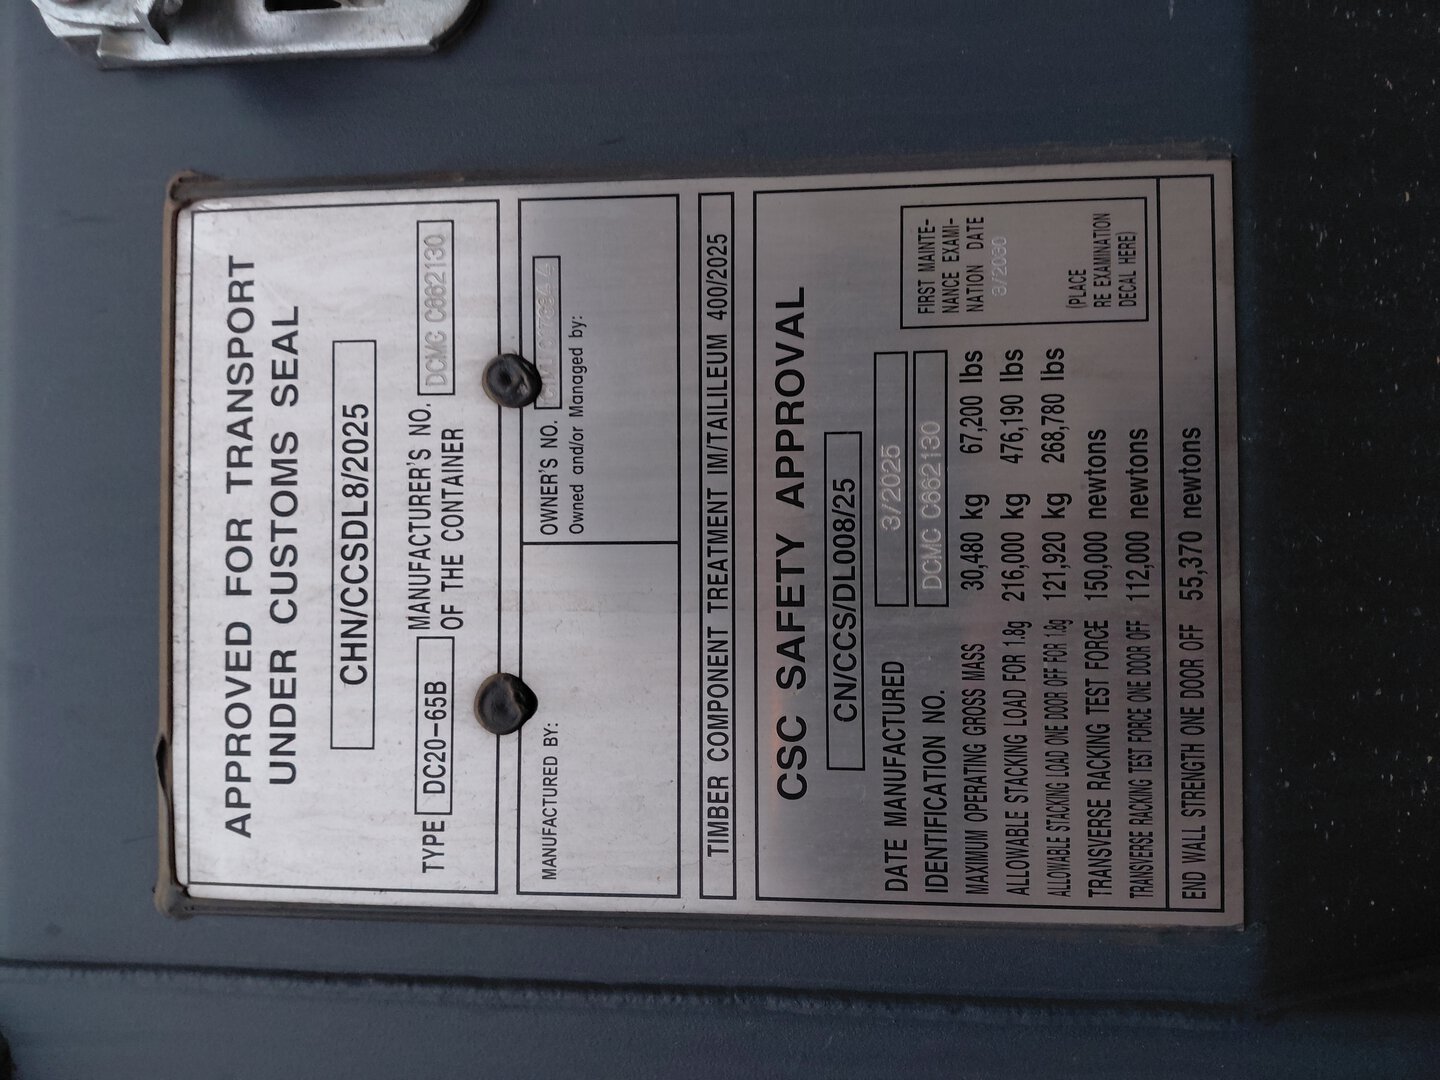 APPROVED FOR TRANSPORT
UNDER CUSTOMS SEAL
CHN/CCSDL8/2025
TYPE DC20-65B MANUFACTURER'S NO. DCMC C662130
OF THE CONTAINER
MANUFACTURED BY:
OWNER'S NO.
Owned and/or Managed by:
TIMBER COMPONENT TREATMENT IM/TAILILEUM 400/2025
CSC SAFETY APPROVAL
CN/CCS/DL008/25
DATE MANUFACTURED 3/2025
IDENTIFICATION NO. DCMC C662130
MAXIMUM OPERATING GROSS MASS 30,480 kg 67,200 lbs
ALLOWABLE STACKING LOAD FOR 1.8g 216,000 kg 476,190 lbs
ALLOWABLE STACKING LOAD ONE DOOR OFF FOR 1.8g 121,920 kg 268,780 lbs
TRANSVERSE RACKING TEST FORCE 150,000 newtons
TRANSVERSE RACKING TEST FORCE ONE DOOR OFF 112,000 newtons
END WALL STRENGTH ONE DOOR OFF 55,370 newtons
FIRST MAINTE-
NANCE EXAMI-
NATION DATE
3/2030
(PLACE
RE EXAMINATION
DECAL HERE)